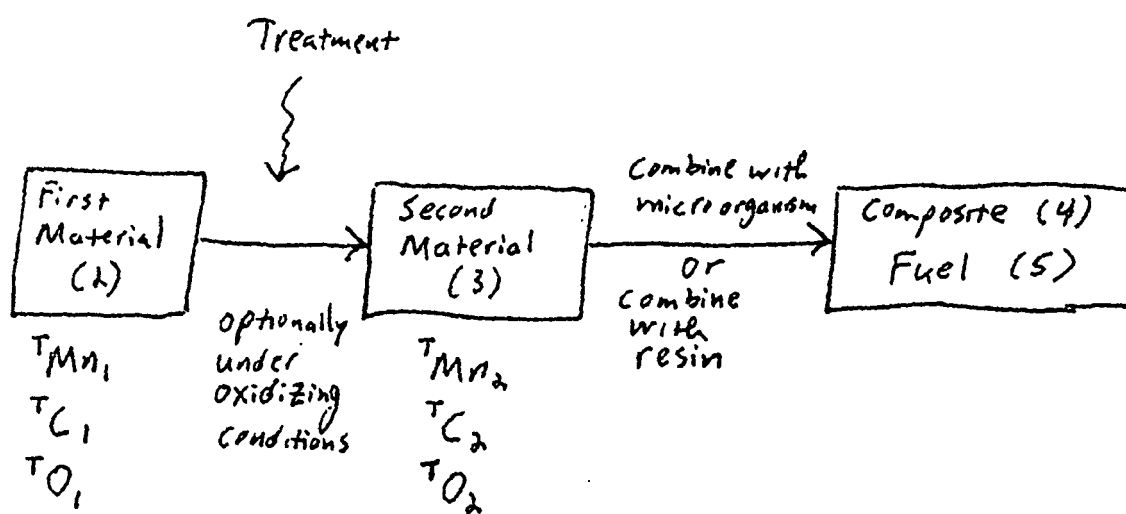 Treatment
First
Material
(2)
optionally
under
oxidizing
conditions
Second
Material
(3)
Combine with
microorganism
or
combine
with
resin
Composite (4)
Fuel (5)
TMn1
TC1
TO1
TMn2
TC2
TO2